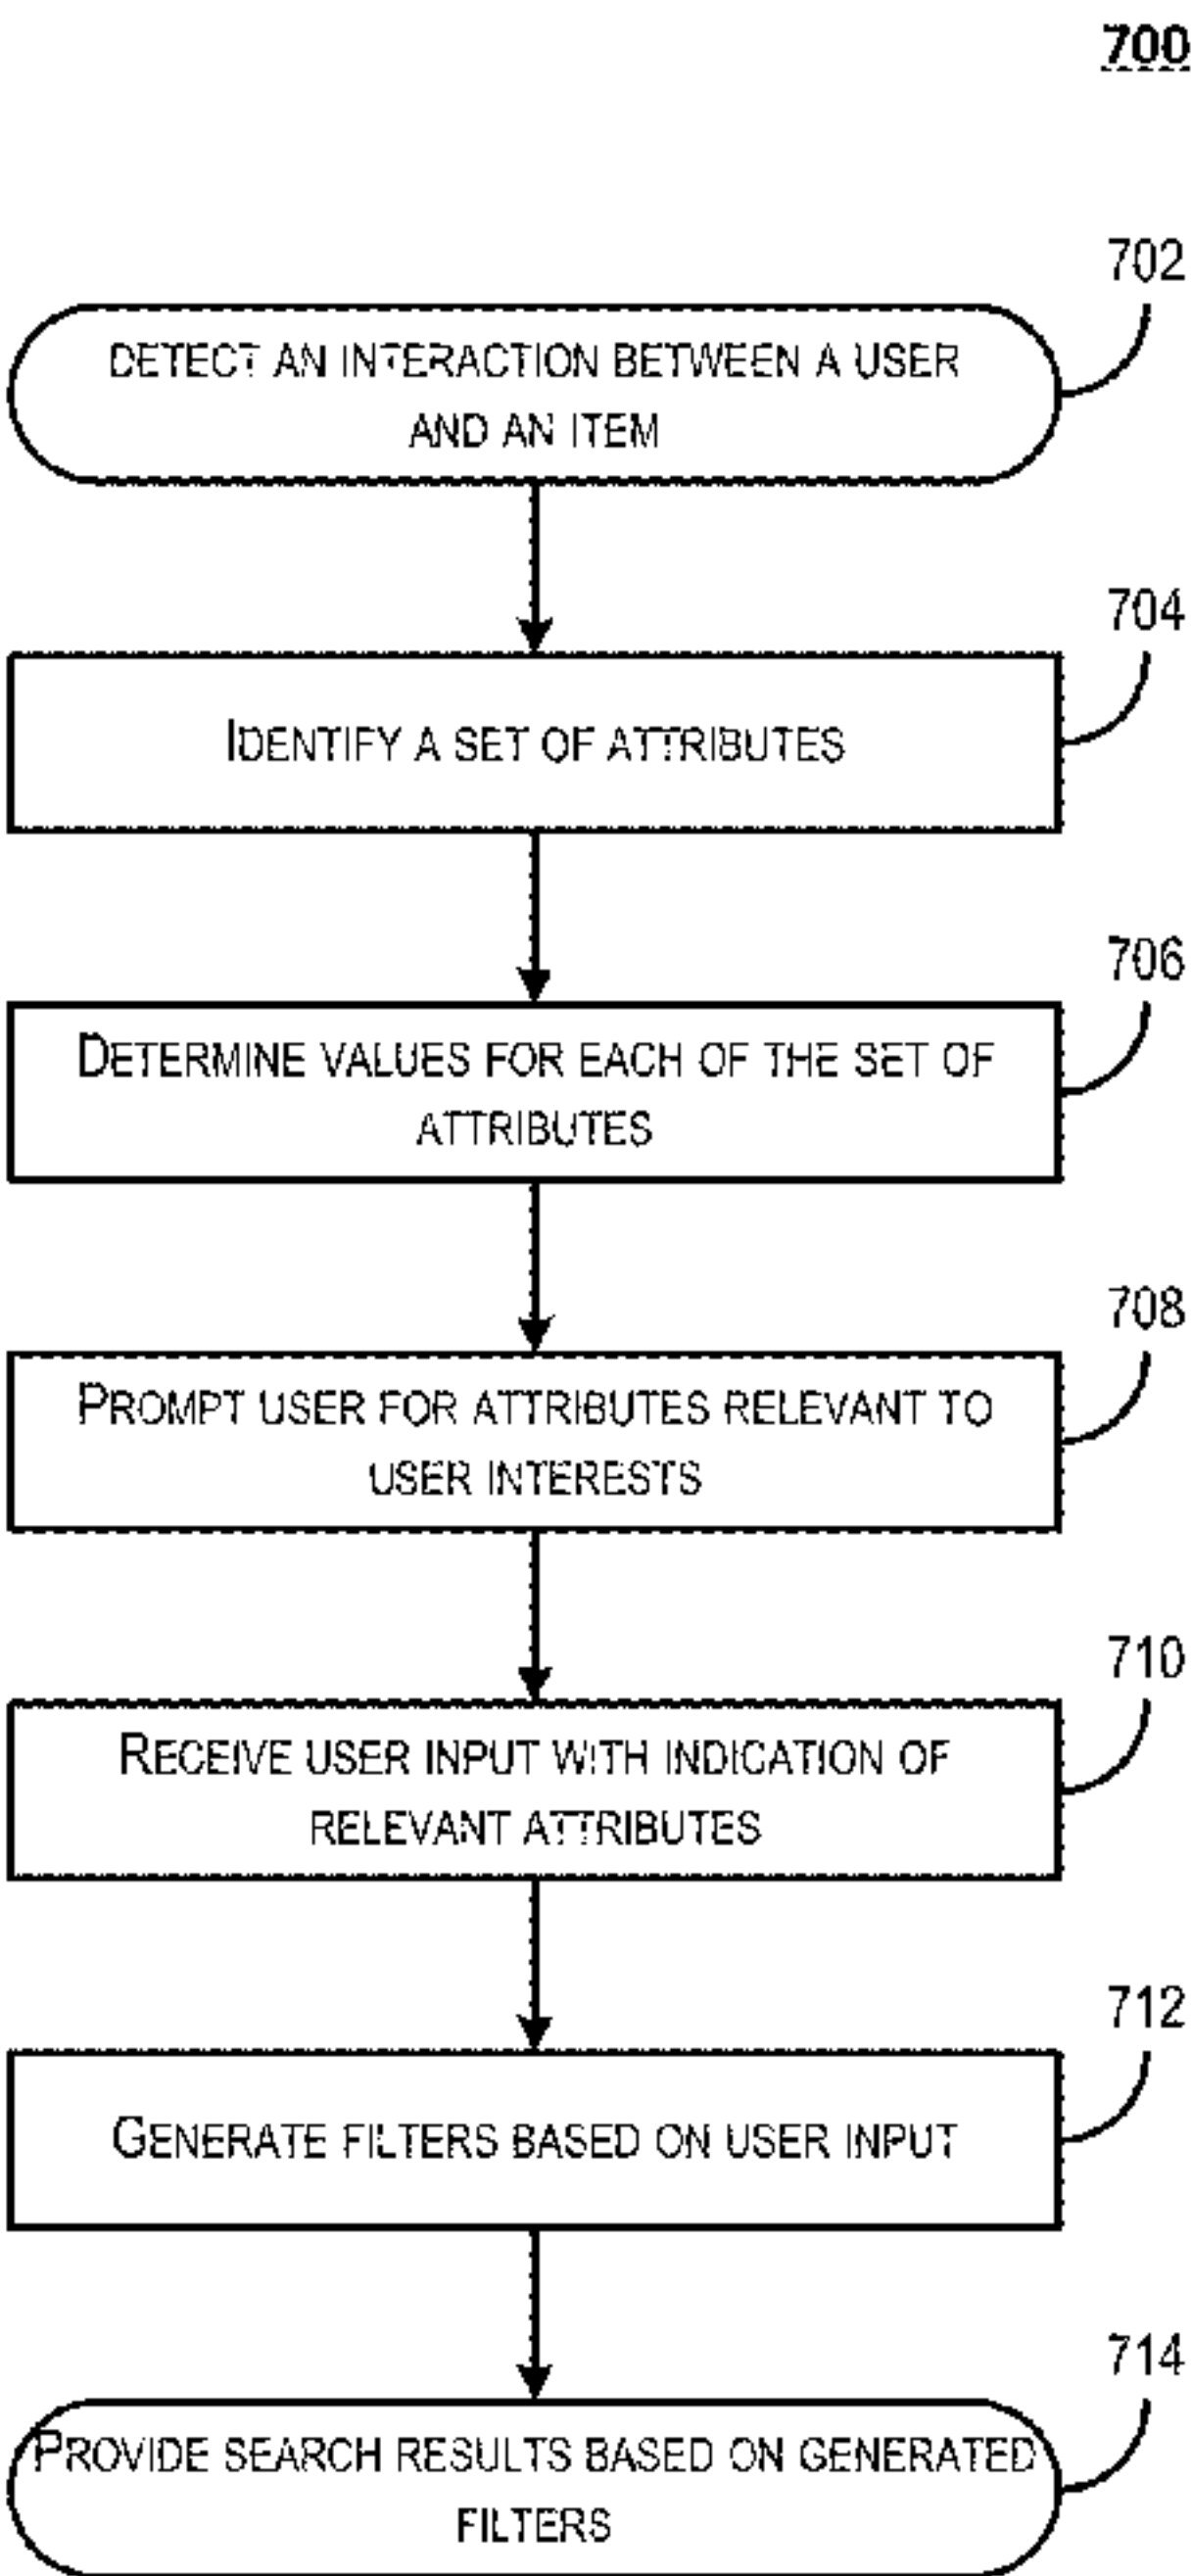 700
702
DETECT AN INTERACTION BETWEEN A USER
AND AN ITEM
704
IDENTIFY A SET OF ATTRIBUTES
706
DETERMINE VALUES FOR EACH OF THE SET OF
ATTRIBUTES
708
PROMPT USER FOR ATTRIBUTES RELEVANT TO
USER INTERESTS
710
RECEIVE USER INPUT WITH INDICATION OF
RELEVANT ATTRIBUTES
712
GENERATE FILTERS BASED ON USER INPUT
714
PROVIDE SEARCH RESULTS BASED ON GENERATED
FILTERS